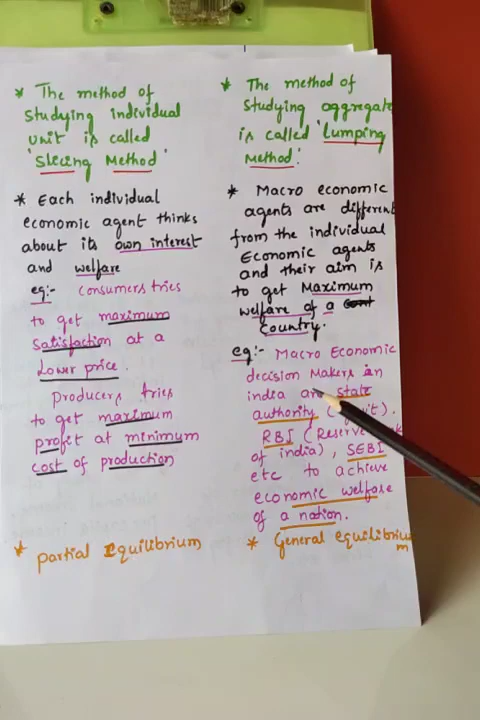 * The method of
studying individual
unit is called
'Slicing Method'
* Each individual
economic agent thinks
about its own interest
and welfare
eg:- Consumers tries
to get maximum
satisfaction at a
Lower price.
Producers tries
to get maximum
profit at minimum
cost of production
* partial equilibrium
* The method of
studying aggregate
is called 'Lumping
Method'
* Macro economic
agents are different
from the individual
Economic agents
and their aim is
to get Maximum
welfare of a
Country.
eg:- Macro Economic
decision Makers in
india are state
authority
RBI (Reserve
of india), SEBI
etc to achieve
economic welfare
of a nation.
* General equilibriu
m